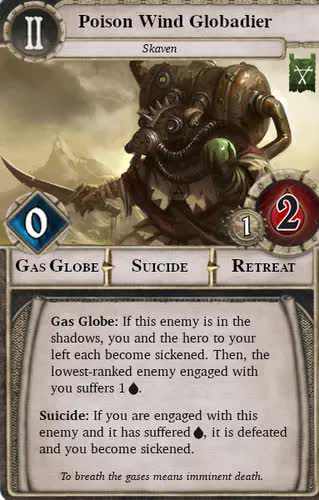 II
Poison Wind Globadier
Skaven
0
1
2
Gas Globe Suicide Retreat
Gas Globe: If this enemy is in the
shadows, you and the hero to your
left each become sickened. Then, the
lowest-ranked enemy engaged with
you suffers 1.
Suicide: If you are engaged with this
enemy and it has suffered, it is defeated
and you become sickened.
To breath the gases means imminent death.